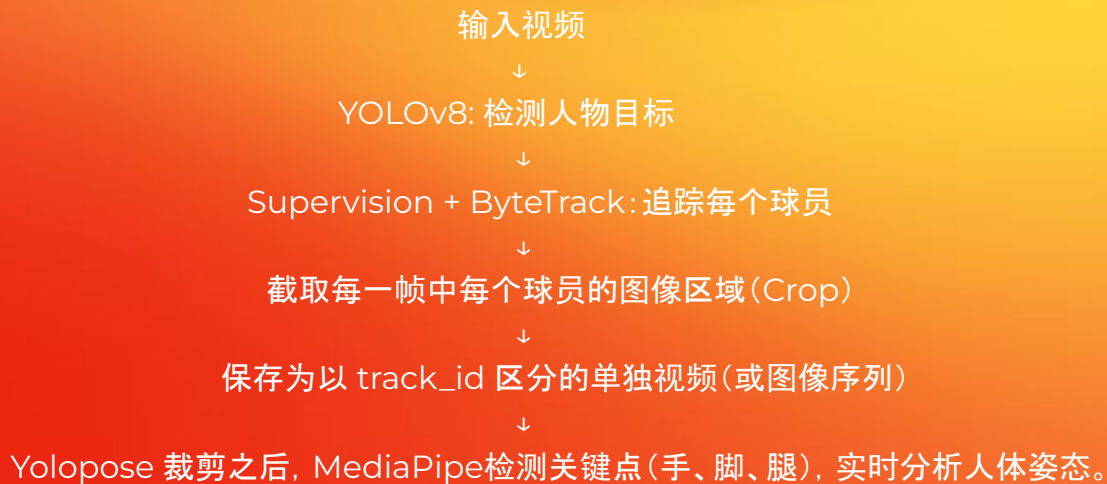 输入视频
↓
YOLOv8: 检测人物目标
↓
Supervision + ByteTrack：追踪每个球员
↓
截取每一帧中每个球员的图像区域（Crop）
↓
保存为以 track_id 区分的单独视频（或图像序列）
↓
Yolopose 裁剪之后，MediaPipe检测关键点（手、脚、腿），实时分析人体姿态。